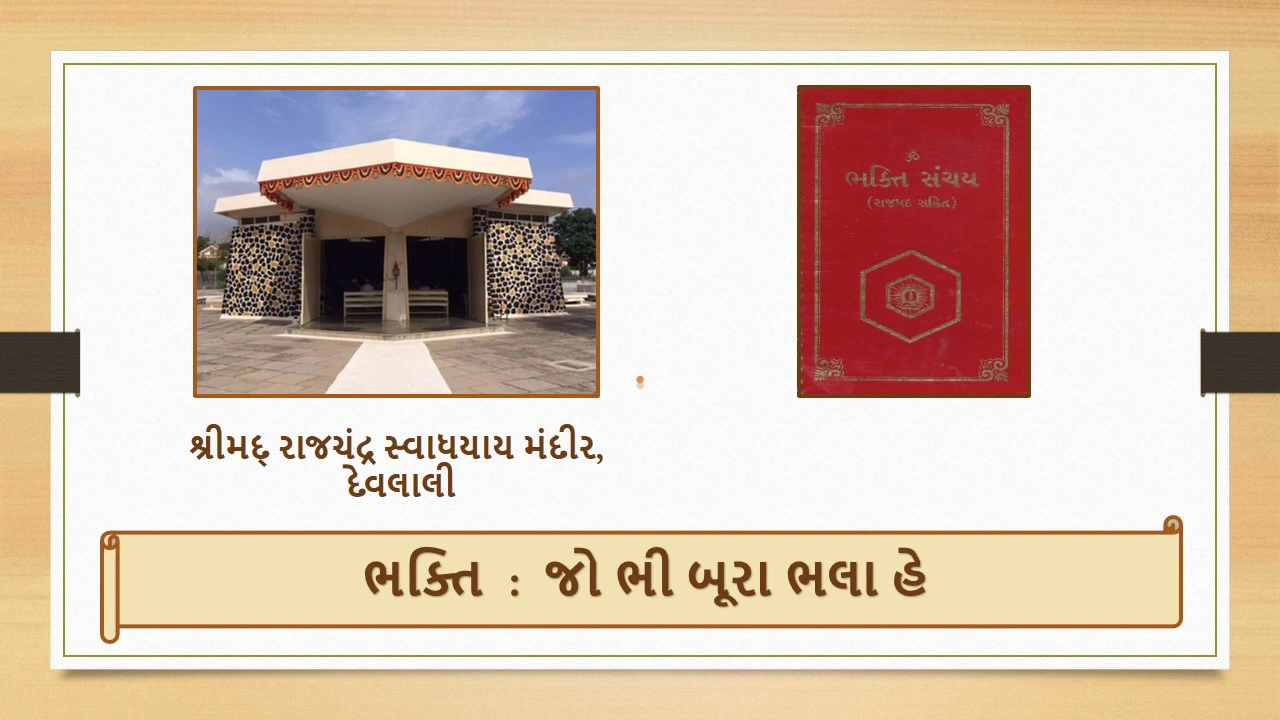 ૐ
ભક્તિ સંચય
(રાજપદ સહિત)
શ્રીમદ્ રાજચંદ્ર સ્વાધયાય મંદીર,
દેવલાલી
ભક્તિ : જો ભી બૂરા ભલા હે